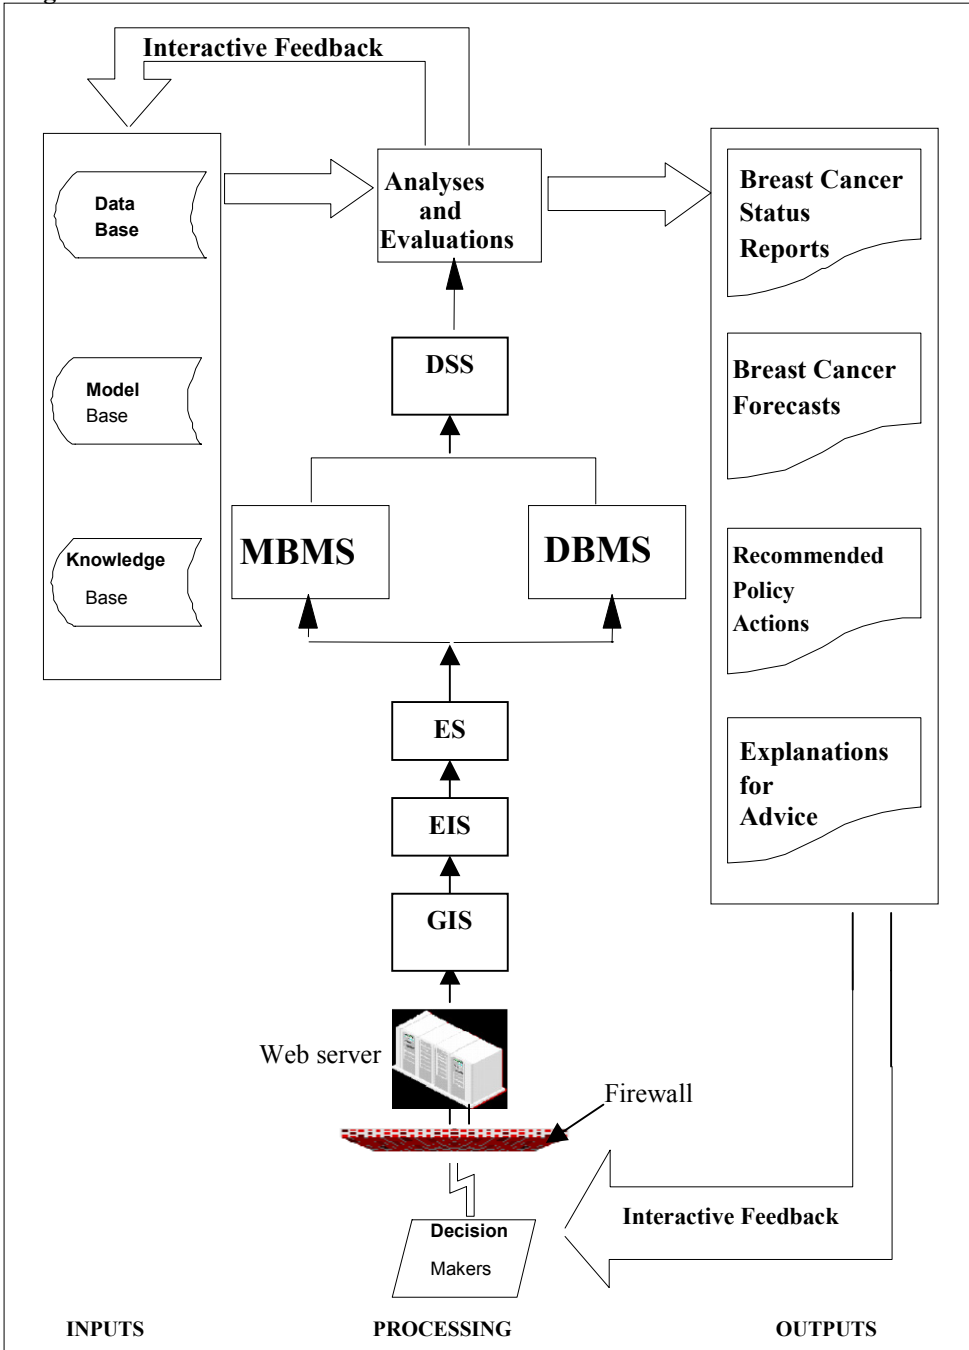 Interactive Feedback
Data
Base
Model
Base
Knowledge
Base
Analyses
and
Evaluations
DSS
MBMS
DBMS
ES
EIS
GIS
Web server
Firewall
Decision
Makers
Breast Cancer
Status
Reports
Breast Cancer
Forecasts
Recommended
Policy
Actions
Explanations
for
Advice
Interactive Feedback
INPUTS
PROCESSING
OUTPUTS